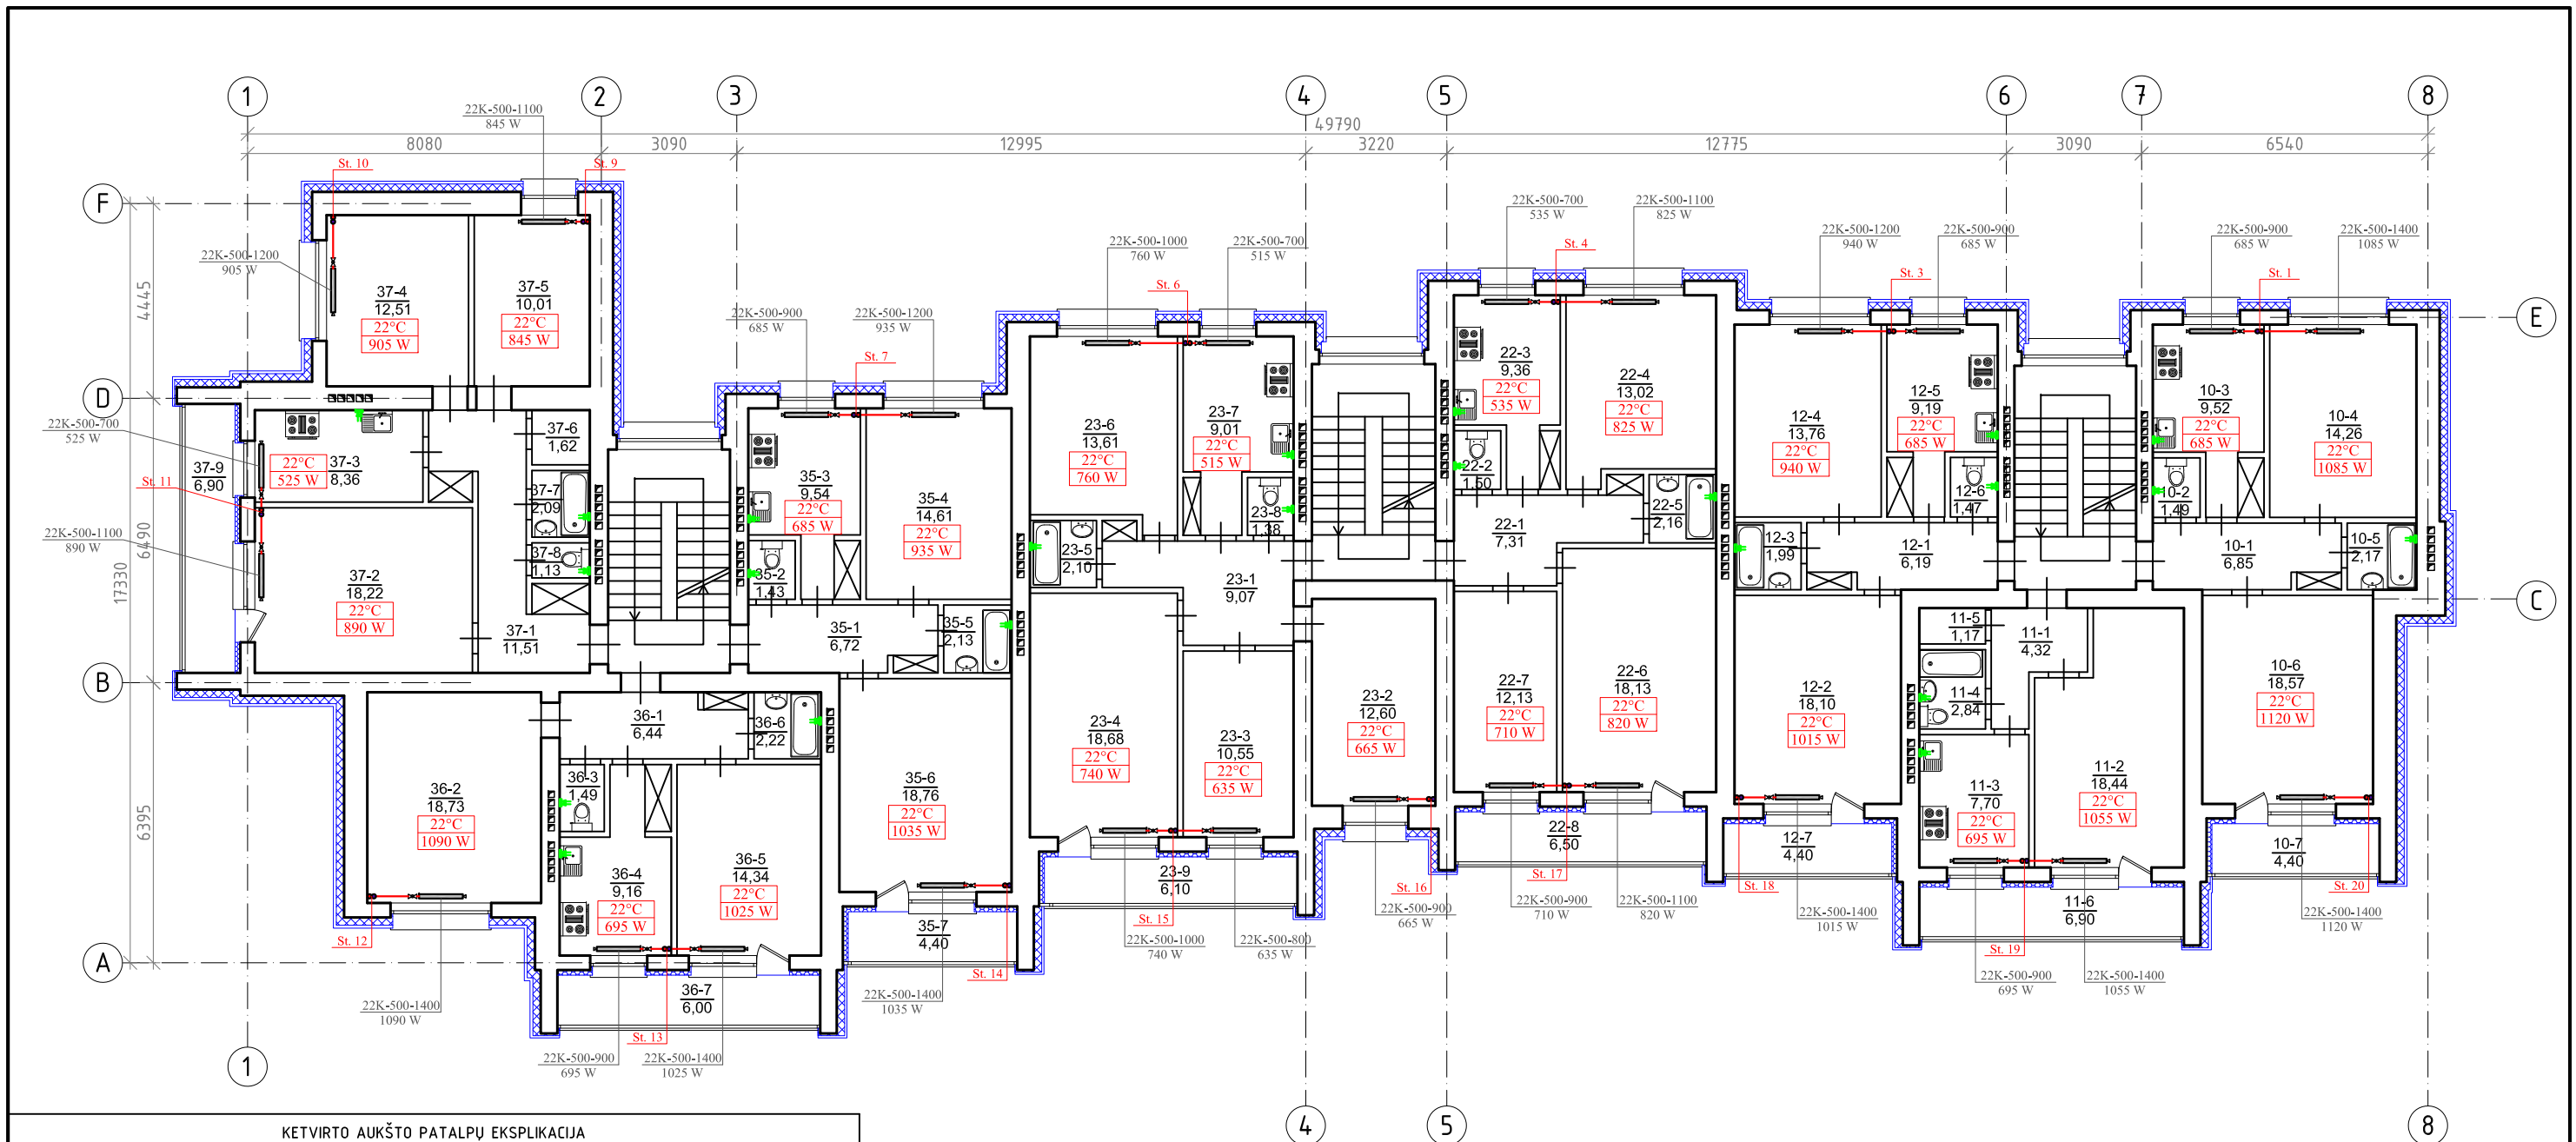 1
2
3
4
5
6
7
8
49790
8080
3090
12995
3220
12775
3090
6540
22K-500-1100
845 W
St. 10
St. 9
F
E
D
C
B
A
4445
6490
17330
6395
22K-500-1200
905 W
37-4
12,51
22°C
905 W
37-5
10,01
22°C
845 W
22K-500-700
525 W
St. 11
22K-500-1100
890 W
37-9
6,90
22°C
525 W
37-3
8,36
37-6
1,62
37-7
2,09
37-8
1,13
37-2
18,22
22°C
890 W
37-1
11,51
22K-500-900
685 W
22K-500-1200
935 W
St. 7
35-3
9,54
22°C
685 W
35-4
14,61
22°C
935 W
35-2
1,43
35-1
6,72
35-5
2,13
35-6
18,76
22°C
1035 W
35-7
4,40
St. 14
22K-500-1400
1035 W
36-1
6,44
36-6
2,22
36-2
18,73
22°C
1090 W
36-3
1,49
36-4
9,16
22°C
695 W
36-5
14,34
22°C
1025 W
36-7
6,00
St. 12
22K-500-1400
1090 W
St. 13
22K-500-900
695 W
22K-500-1400
1025 W
22K-500-1000
760 W
22K-500-700
515 W
St. 6
23-6
13,61
22°C
760 W
23-7
9,01
22°C
515 W
23-8
1,38
23-5
2,10
23-1
9,07
23-4
18,68
22°C
740 W
23-3
10,55
22°C
635 W
23-2
12,60
22°C
665 W
23-9
6,10
St. 15
22K-500-1000
740 W
22K-500-800
635 W
St. 16
22K-500-900
665 W
22K-500-700
535 W
22K-500-1100
825 W
St. 4
22-3
9,36
22°C
535 W
22-4
13,02
22°C
825 W
22-2
1,50
22-1
7,31
22-5
2,16
22-7
12,13
22°C
710 W
22-6
18,13
22°C
820 W
22-8
6,50
St. 17
22K-500-900
710 W
22K-500-1100
820 W
22K-500-1200
940 W
22K-500-900
685 W
St. 3
12-4
13,76
22°C
940 W
12-5
9,19
22°C
685 W
12-6
1,47
12-3
1,99
12-1
6,19
12-2
18,10
22°C
1015 W
12-7
4,40
St. 18
22K-500-1400
1015 W
11-5
1,17
11-1
4,32
11-4
2,84
11-3
7,70
22°C
695 W
11-2
18,44
22°C
1055 W
11-6
6,90
St. 19
22K-500-900
695 W
22K-500-1400
1055 W
22K-500-900
685 W
22K-500-1400
1085 W
St. 1
10-3
9,52
22°C
685 W
10-4
14,26
22°C
1085 W
10-2
1,49
10-1
6,85
10-5
2,17
10-6
18,57
22°C
1120 W
10-7
4,40
St. 20
22K-500-1400
1120 W
1
4
5
8
KETVIRTO AUKŠTO PATALPŲ EKSPLIKACIJA